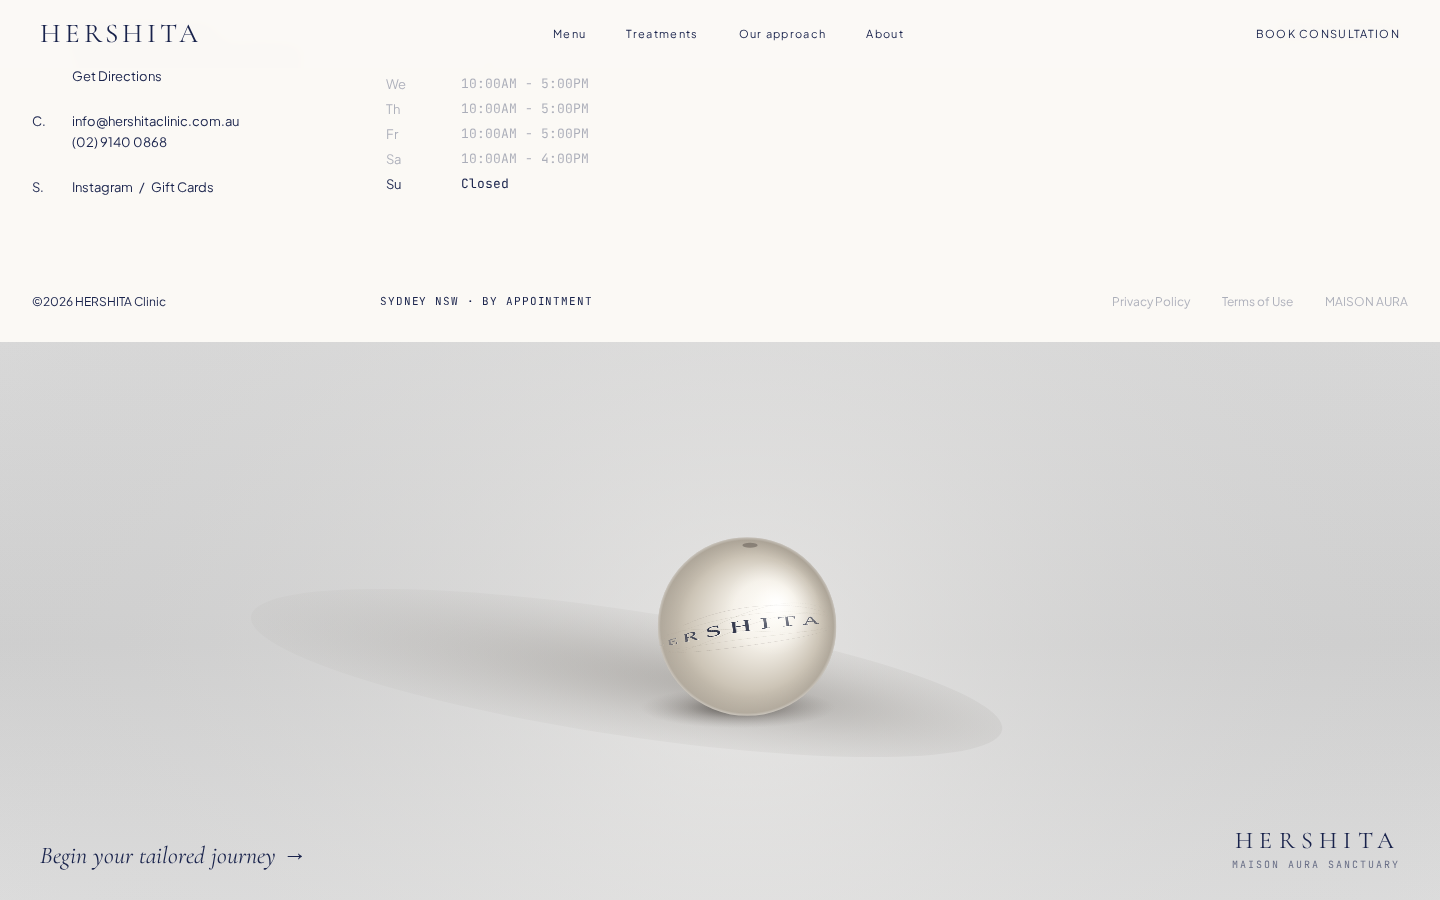 HERSHITA
Menu Treatments Our approach About
BOOK CONSULTATION
Get Directions
C. info@hershitaclinic.com.au
(02) 9140 0868
S. Instagram / Gift Cards
We 10:00AM - 5:00PM
Th 10:00AM - 5:00PM
Fr 10:00AM - 5:00PM
Sa 10:00AM - 4:00PM
Su Closed
©2026 HERSHITA Clinic
SYDNEY NSW · BY APPOINTMENT
Privacy Policy Terms of Use MAISON AURA
ERSHITA
Begin your tailored journey →
HERSHITA
MAISON AURA SANCTUARY